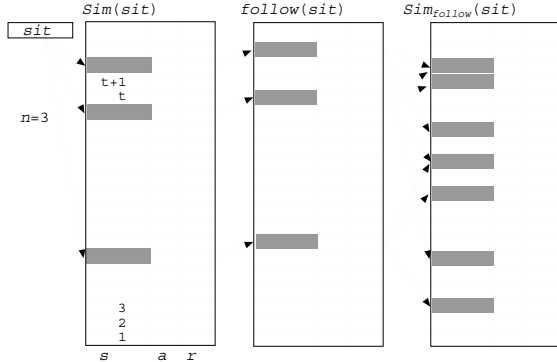 Sim(sit)
follow(sit)
Sim_follow(sit)
sit
t+1
t
n=3
3
2
1
s a r